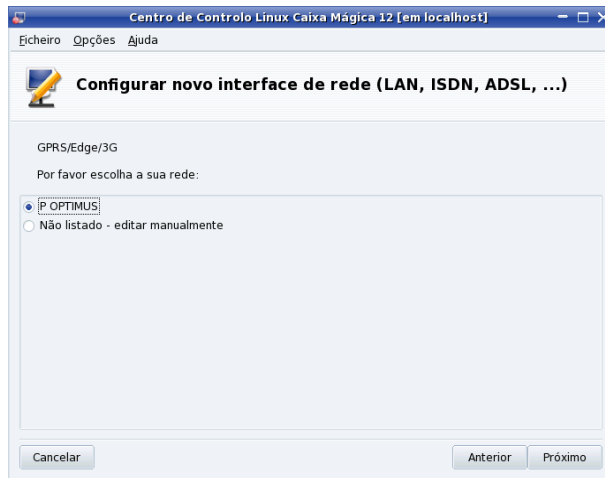 Centro de Controlo Linux Caixa Mágica 12 [em localhost]
Ficheiro Opções Ajuda
Configurar novo interface de rede (LAN, ISDN, ADSL, ...)
GPRS/Edge/3G
Por favor escolha a sua rede:
P OPTIMUS
Não listado - editar manualmente
Cancelar Anterior Próximo